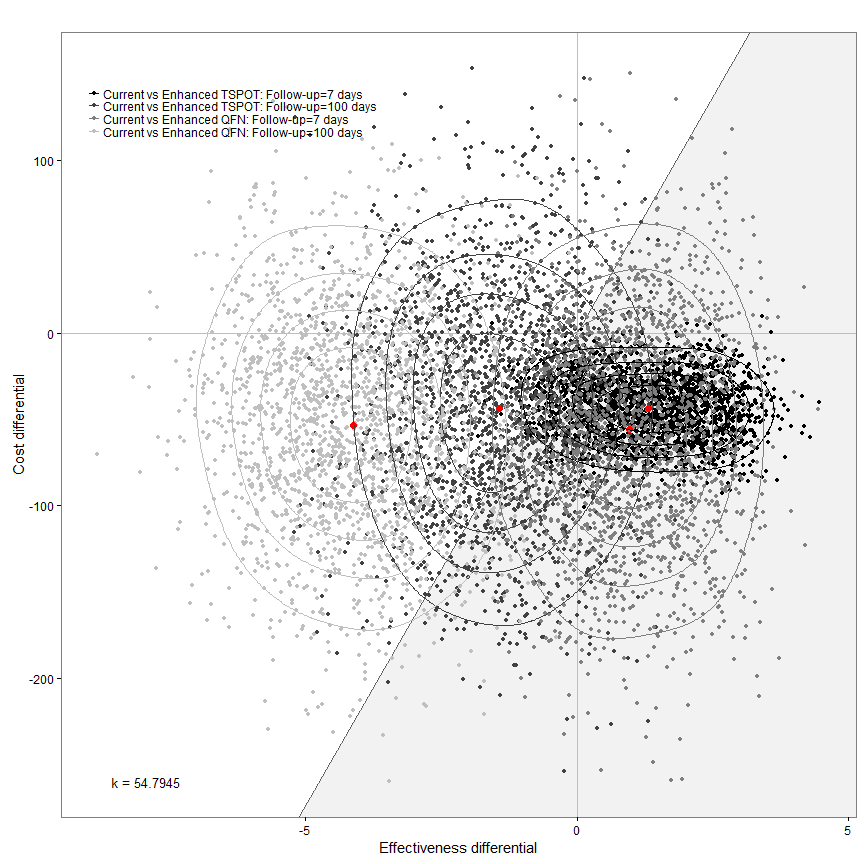 Current vs Enhanced TSPOT: Follow-up=7 days
Current vs Enhanced TSPOT: Follow-up=100 days
Current vs Enhanced QFN: Follow-up=7 days
Current vs Enhanced QFN: Follow-up=100 days
100
0
-100
-200
Cost differential
k = 54.7945
-5
0
5
Effectiveness differential